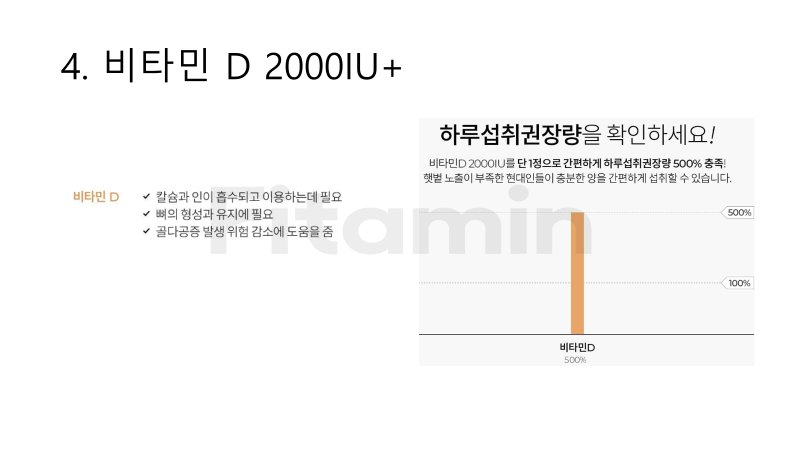 4. 비타민 D 2000IU+
비타민 D
✓ 칼슘과 인이 흡수되고 이용하는데 필요
✓ 뼈의 형성과 유지에 필요
✓ 골다공증 발생 위험 감소에 도움을 줌
하루섭취권장량을 확인하세요!
비타민D 2000IU를 단 1정으로 간편하게 하루섭취권장량 500% 충족!
햇볕 노출이 부족한 현대인들이 충분한 양을 간편하게 섭취할 수 있습니다.
500%
100%
비타민D
500%
Fitamin